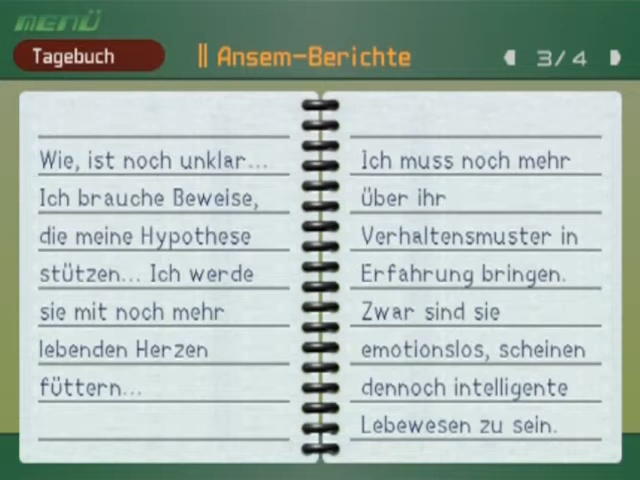 MENÜ
Tagebuch
Ansem-Berichte
3/4
Wie, ist noch unklar...
Ich brauche Beweise,
die meine Hypothese
stützen... Ich werde
sie mit noch mehr
lebenden Herzen
füttern...
Ich muss noch mehr
über ihr
Verhaltensmuster in
Erfahrung bringen.
Zwar sind sie
emotionslos, scheinen
dennoch intelligente
Lebewesen zu sein.